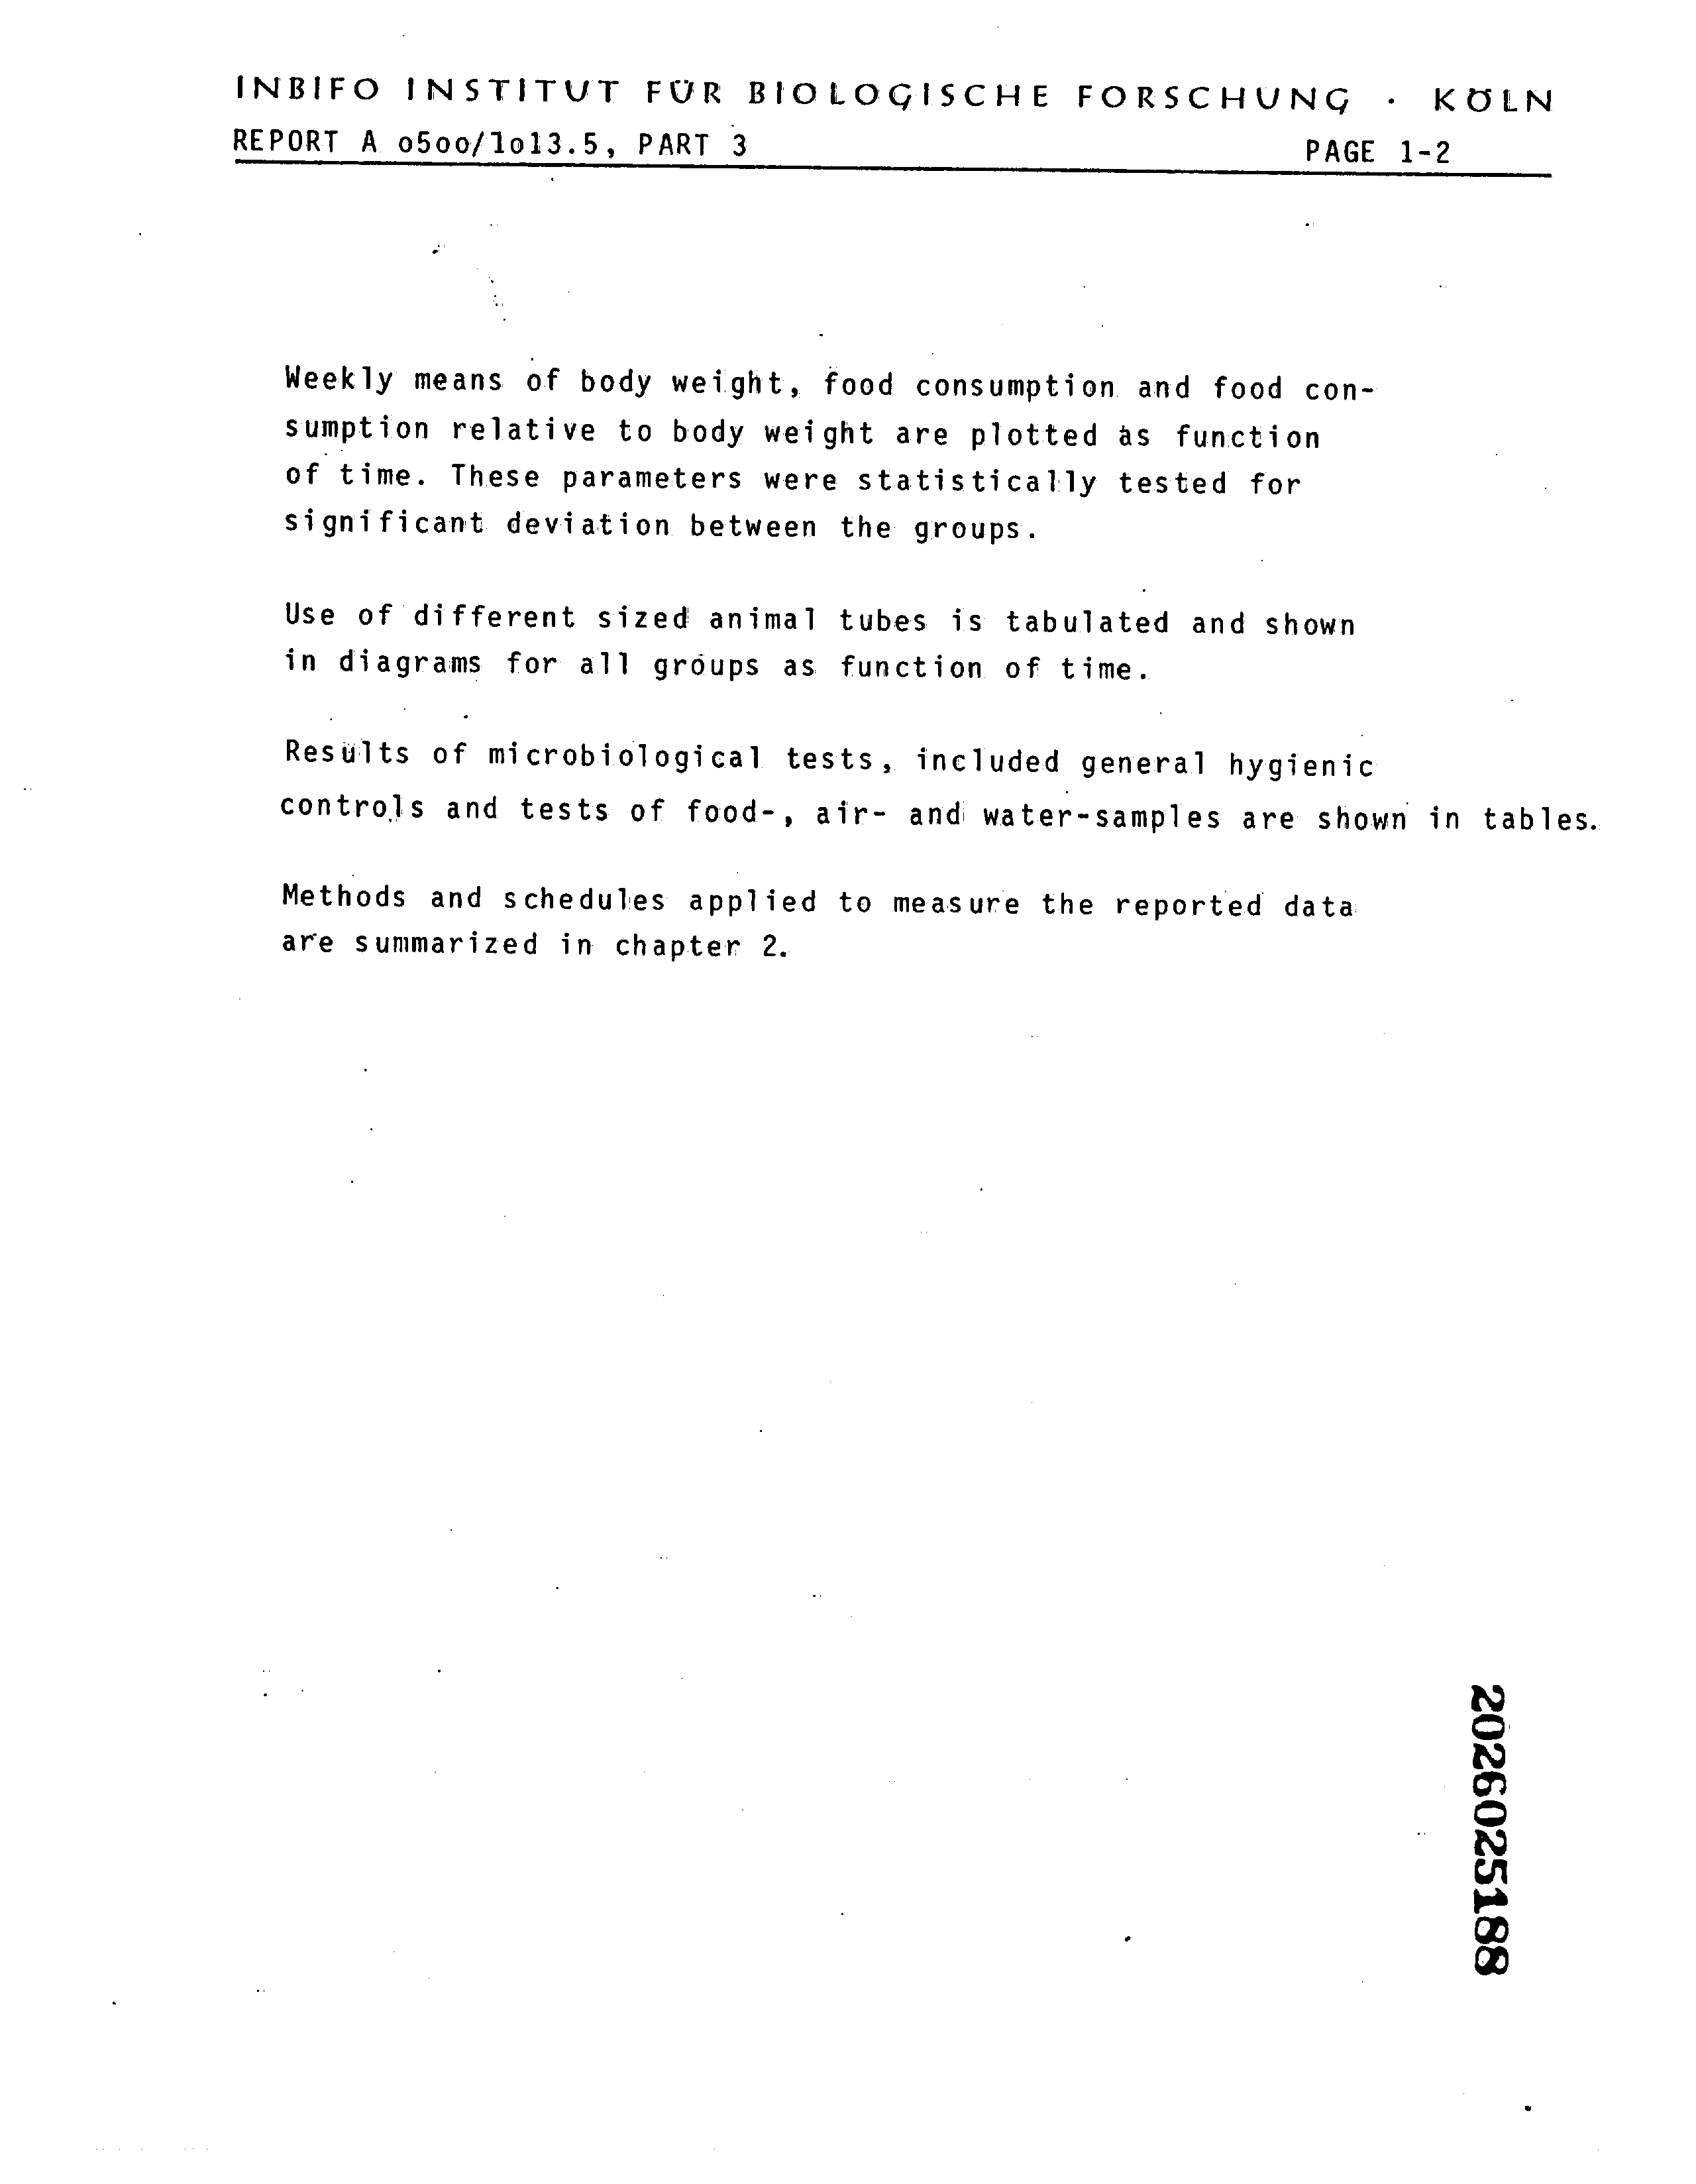 INBIFO INSTITUT FÜR BIOLOGISCHE FORSCHUNG · KÖLN
REPORT A o5oo/1o13.5, PART 3 PAGE 1-2
Weekly means of body weight, food consumption and food con-
sumption relative to body weight are plotted as function
of time. These parameters were statistically tested for
significant deviation between the groups.
Use of different sized animal tubes is tabulated and shown
in diagrams for all groups as function of time.
Results of microbiological tests, included general hygienic
controls and tests of food-, air- and water-samples are shown in tables.
Methods and schedules applied to measure the reported data
are summarized in chapter 2.
2026025188